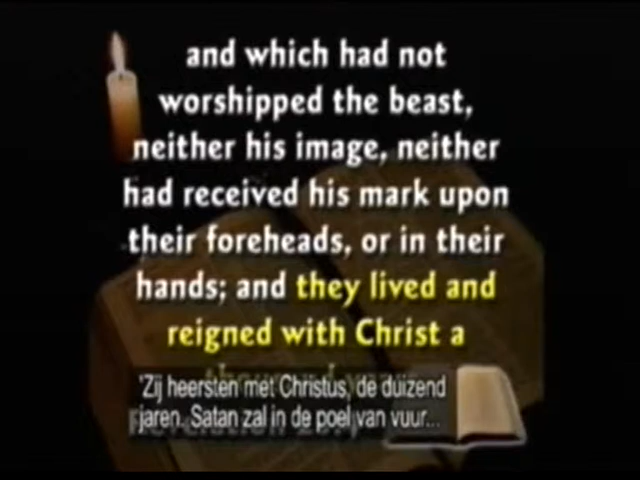 and which had not
worshipped the beast,
neither his image, neither
had received his mark upon
their foreheads, or in their
hands; and they lived and
reigned with Christ a
'Zij heersten met Christus, de duizend
jaren. Satan zal in de poel van vuur...